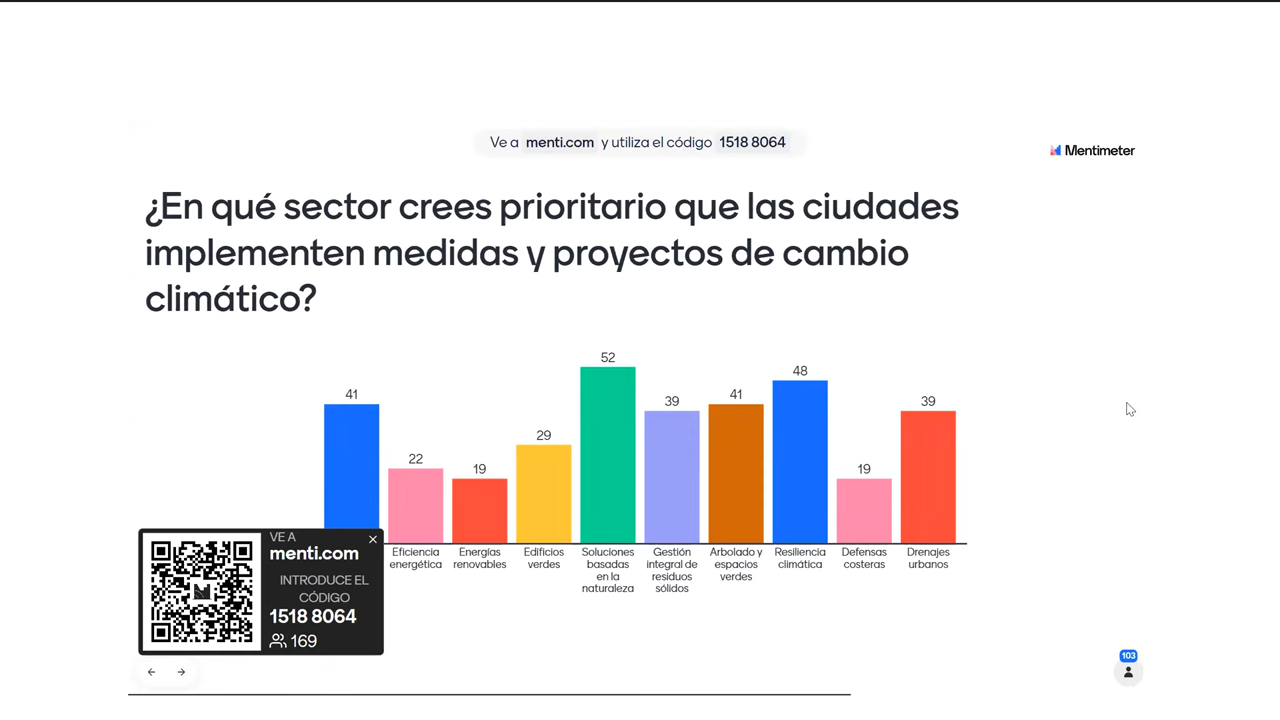 Ve a menti.com y utiliza el código 1518 8064
Mentimeter
¿En qué sector crees prioritario que las ciudades
implementen medidas y proyectos de cambio
climático?
41
22
19
29
52
39
41
48
19
39
Eficiencia
energética
Energías
renovables
Edificios
verdes
Soluciones
basadas
en la
naturaleza
Gestión
integral de
residuos
sólidos
Arbolado y
espacios
verdes
Resiliencia
climática
Defensas
costeras
Drenajes
urbanos
VE A
menti.com
INTRODUCE EL
CÓDIGO
1518 8064
169
103